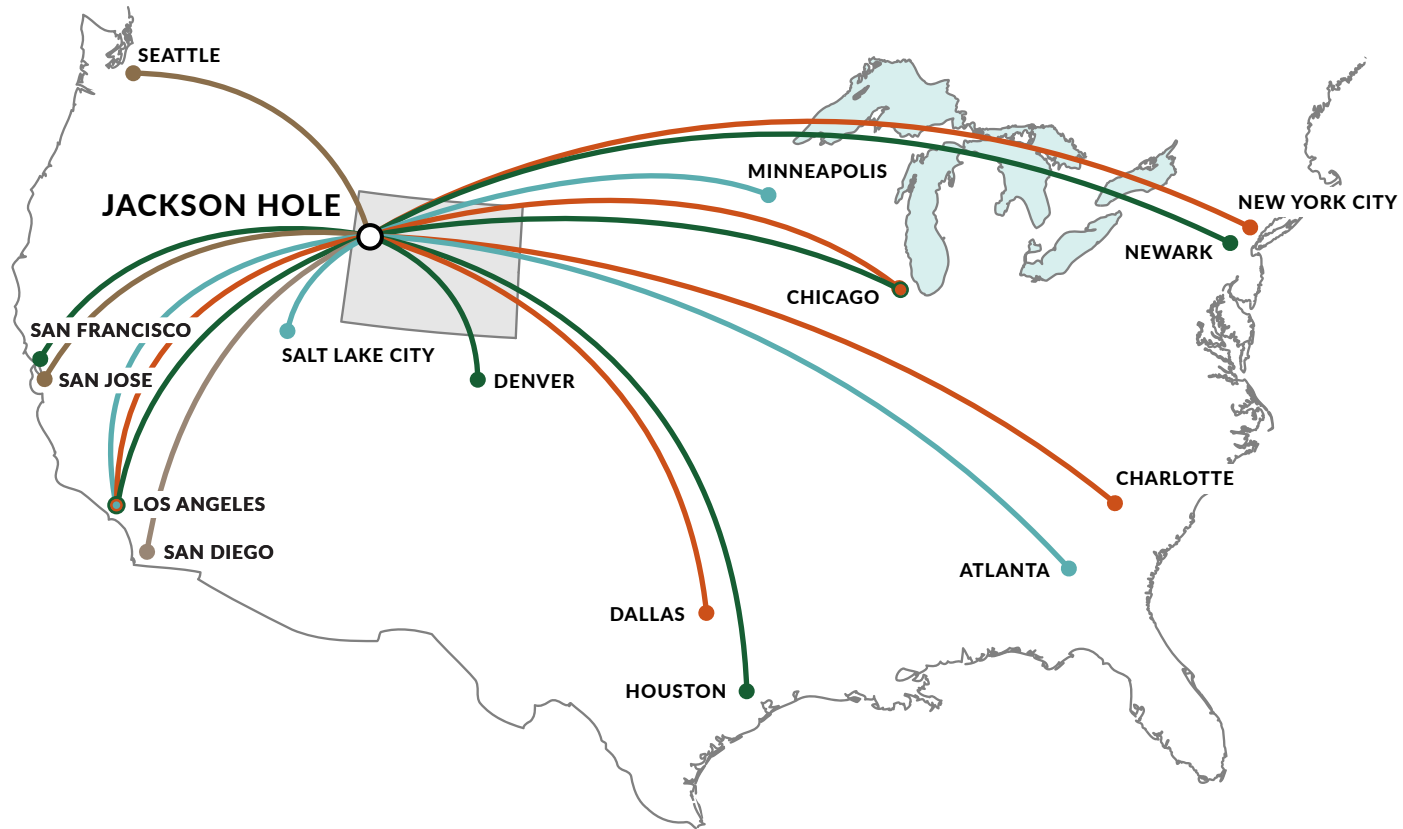 SEATTLE
MINNEAPOLIS
JACKSON HOLE
NEW YORK CITY
NEWARK
CHICAGO
SAN FRANCISCO
SALT LAKE CITY
SAN JOSE
DENVER
CHARLOTTE
LOS ANGELES
SAN DIEGO
ATLANTA
DALLAS
HOUSTON